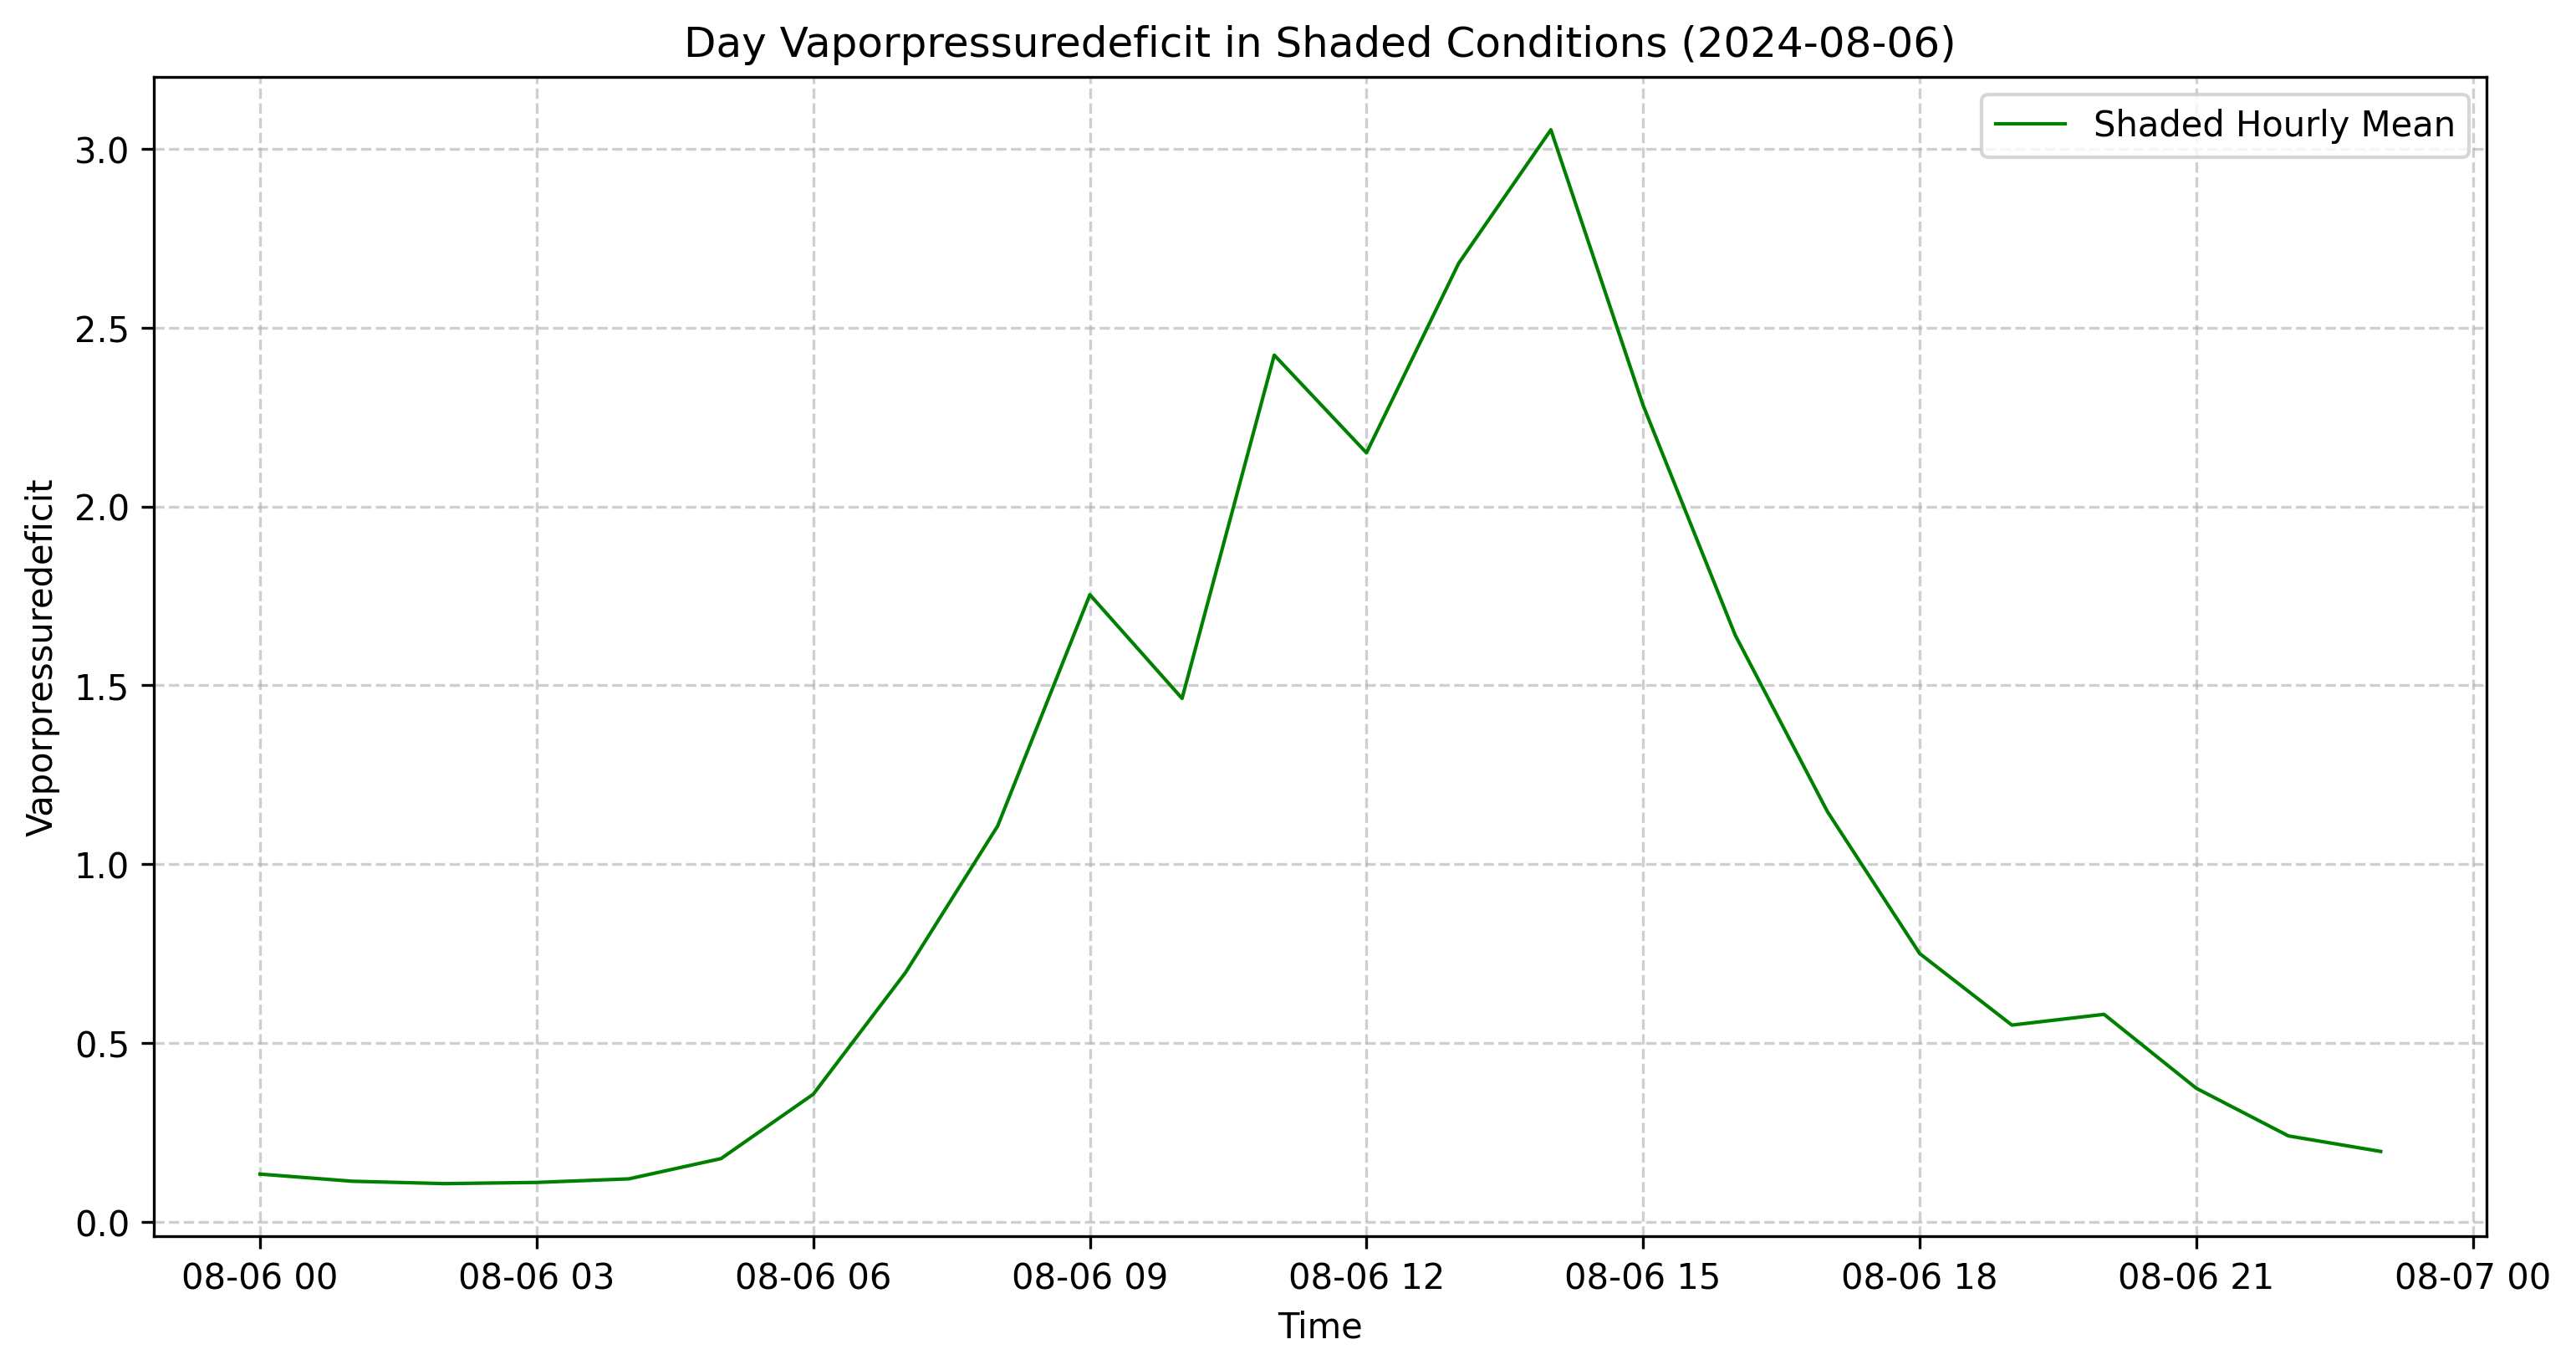 Day Vaporpressuredeficit in Shaded Conditions (2024-08-06)
Shaded Hourly Mean
Vaporpressuredeficit
3.0
2.5
2.0
1.5
1.0
0.5
0.0
08-06 00 08-06 03 08-06 06 08-06 09 08-06 12 08-06 15 08-06 18 08-06 21 08-07 00
Time